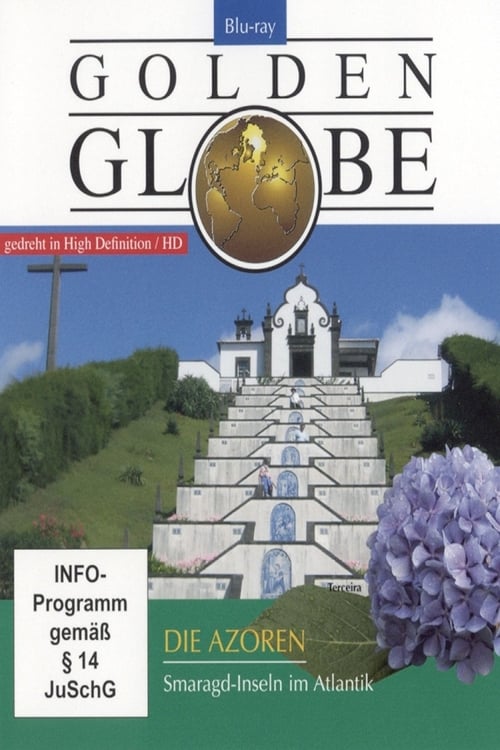 Blu-ray
GOLDEN
GLOBE
gedreht in High Definition / HD
Terceira
INFO-
Programm
gemäß
§ 14
JuSchG
DIE AZOREN
Smaragd-Inseln im Atlantik